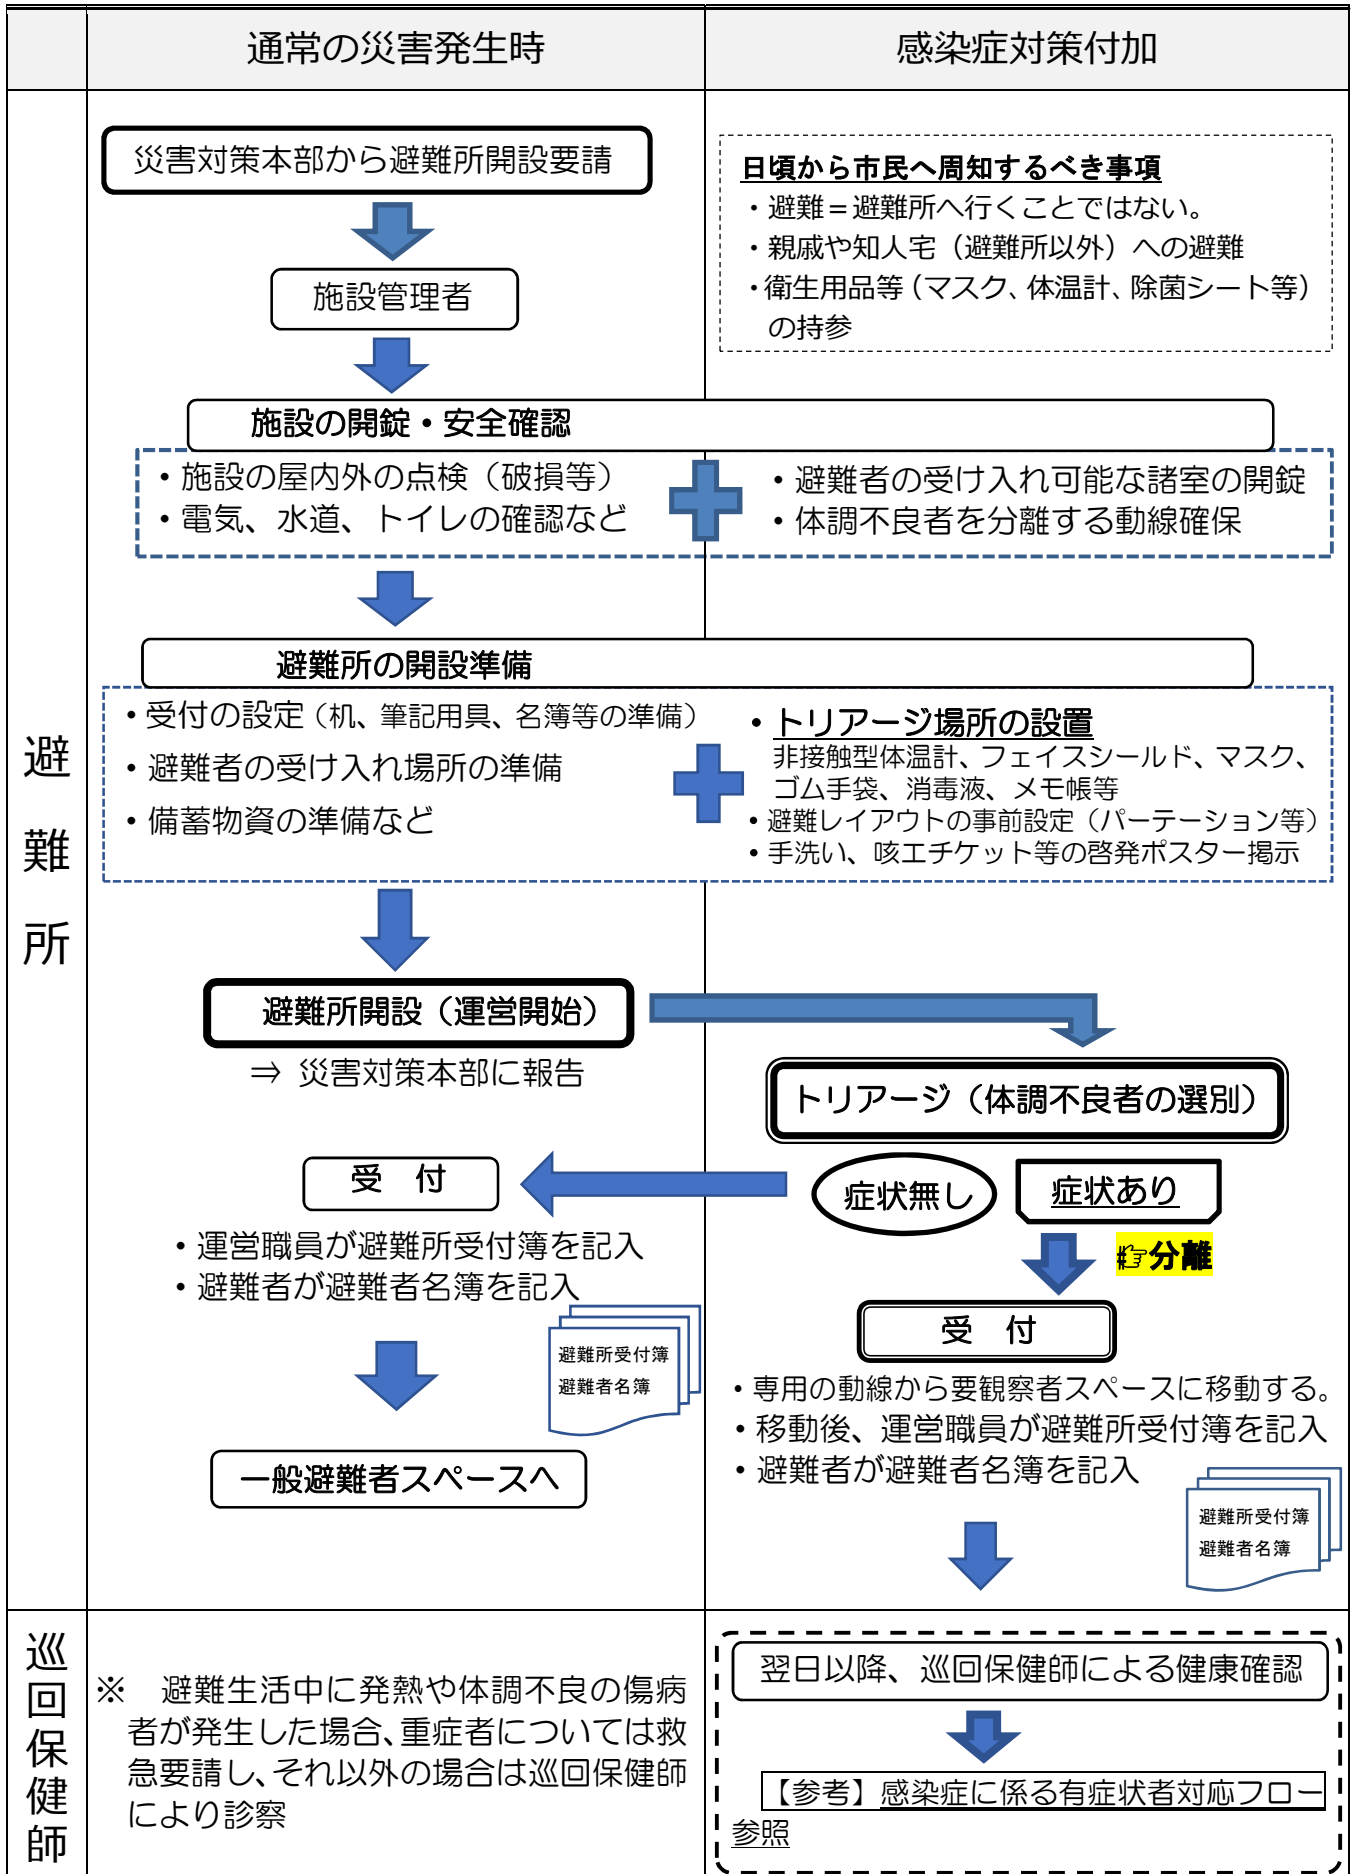 通常の災害発生時
感染症対策付加
避難所
災害対策本部から避難所開設要請
施設管理者
日頃から市民へ周知するべき事項
・避難=避難所へ行くことではない。
・親戚や知人宅（避難所以外）への避難
・衛生用品等（マスク、体温計、除菌シート等）
の持参
施設の開錠・安全確認
・施設の屋内外の点検（破損等）
・電気、水道、トイレの確認など
・避難者の受け入れ可能な諸室の開錠
・体調不良者を分離する動線確保
避難所の開設準備
・受付の設定（机、筆記用具、名簿等の準備）
・避難者の受け入れ場所の準備
・備蓄物資の準備など
・トリアージ場所の設置
非接触型体温計、フェイスシールド、マスク、
ゴム手袋、消毒液、メモ帳等
・避難レイアウトの事前設定（パーテーション等）
・手洗い、咳エチケット等の啓発ポスター掲示
避難所開設（運営開始）
⇒ 災害対策本部に報告
トリアージ（体調不良者の選別）
症状無し
症状あり
☞分離
受　付
・運営職員が避難所受付簿を記入
・避難者が避難者名簿を記入
避難所受付簿
避難者名簿
一般避難者スペースへ
受　付
・専用の動線から要観察者スペースに移動する。
・移動後、運営職員が避難所受付簿を記入
・避難者が避難者名簿を記入
避難所受付簿
避難者名簿
巡回保健師
※　避難生活中に発熱や体調不良の傷病
者が発生した場合、重症者については救
急要請し、それ以外の場合は巡回保健師
により診察
翌日以降、巡回保健師による健康確認
【参考】感染症に係る有症状者対応フロー
参照